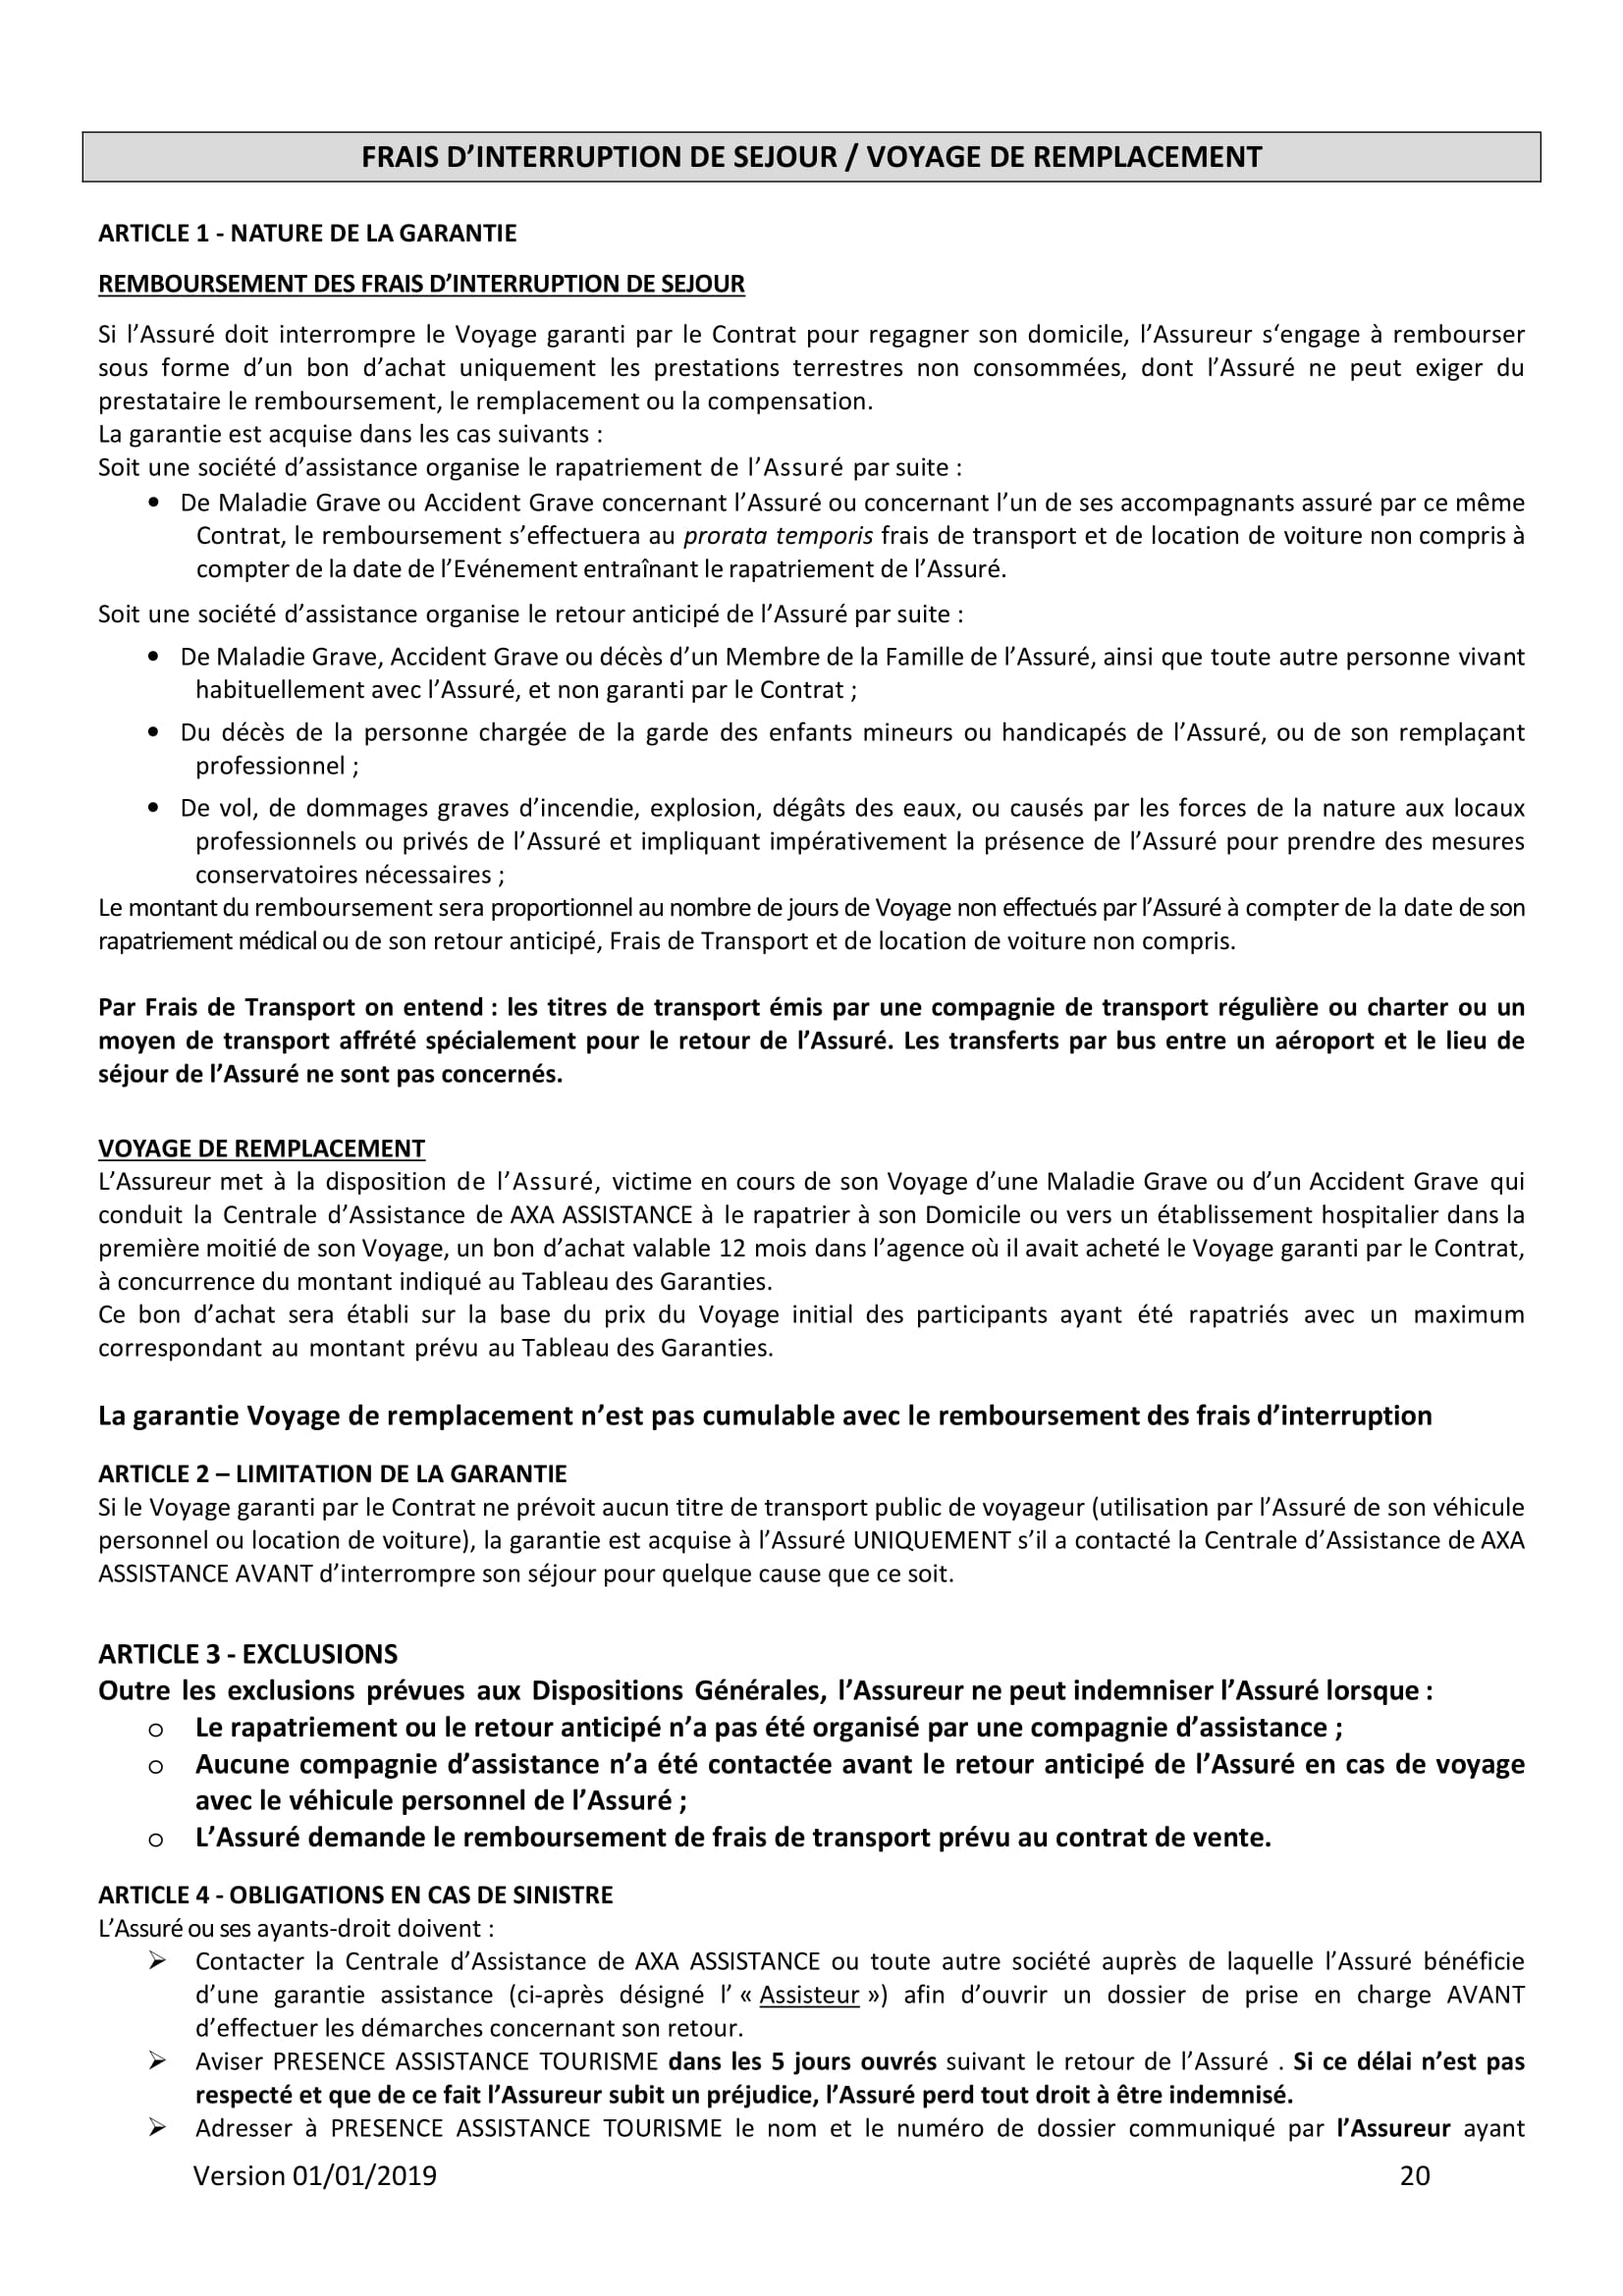 FRAIS D’INTERRUPTION DE SEJOUR / VOYAGE DE REMPLACEMENT
ARTICLE 1 - NATURE DE LA GARANTIE
REMBOURSEMENT DES FRAIS D’INTERRUPTION DE SEJOUR
Si l’Assuré doit interrompre le Voyage garanti par le Contrat pour regagner son domicile, l’Assureur s‘engage à rembourser
sous forme d’un bon d’achat uniquement les prestations terrestres non consommées, dont l’Assuré ne peut exiger du
prestataire le remboursement, le remplacement ou la compensation.
La garantie est acquise dans les cas suivants :
Soit une société d’assistance organise le rapatriement de l’Assuré par suite :
• De Maladie Grave ou Accident Grave concernant l’Assuré ou concernant l’un de ses accompagnants assuré par ce même
Contrat, le remboursement s’effectuera au prorata temporis frais de transport et de location de voiture non compris à
compter de la date de l’Evénement entraînant le rapatriement de l’Assuré.
Soit une société d’assistance organise le retour anticipé de l’Assuré par suite :
• De Maladie Grave, Accident Grave ou décès d’un Membre de la Famille de l’Assuré, ainsi que toute autre personne vivant
habituellement avec l’Assuré, et non garanti par le Contrat ;
• Du décès de la personne chargée de la garde des enfants mineurs ou handicapés de l’Assuré, ou de son remplaçant
professionnel ;
• De vol, de dommages graves d’incendie, explosion, dégâts des eaux, ou causés par les forces de la nature aux locaux
professionnels ou privés de l’Assuré et impliquant impérativement la présence de l’Assuré pour prendre des mesures
conservatoires nécessaires ;
Le montant du remboursement sera proportionnel au nombre de jours de Voyage non effectués par l’Assuré à compter de la date de son
rapatriement médical ou de son retour anticipé, Frais de Transport et de location de voiture non compris.
Par Frais de Transport on entend : les titres de transport émis par une compagnie de transport régulière ou charter ou un
moyen de transport affrété spécialement pour le retour de l’Assuré. Les transferts par bus entre un aéroport et le lieu de
séjour de l’Assuré ne sont pas concernés.
VOYAGE DE REMPLACEMENT
L’Assureur met à la disposition de l’Assuré, victime en cours de son Voyage d’une Maladie Grave ou d’un Accident Grave qui
conduit la Centrale d’Assistance de AXA ASSISTANCE à le rapatrier à son Domicile ou vers un établissement hospitalier dans la
première moitié de son Voyage, un bon d’achat valable 12 mois dans l’agence où il avait acheté le Voyage garanti par le Contrat,
à concurrence du montant indiqué au Tableau des Garanties.
Ce bon d’achat sera établi sur la base du prix du Voyage initial des participants ayant été rapatriés avec un maximum
correspondant au montant prévu au Tableau des Garanties.
La garantie Voyage de remplacement n’est pas cumulable avec le remboursement des frais d’interruption
ARTICLE 2 – LIMITATION DE LA GARANTIE
Si le Voyage garanti par le Contrat ne prévoit aucun titre de transport public de voyageur (utilisation par l’Assuré de son véhicule
personnel ou location de voiture), la garantie est acquise à l’Assuré UNIQUEMENT s’il a contacté la Centrale d’Assistance de AXA
ASSISTANCE AVANT d’interrompre son séjour pour quelque cause que ce soit.
ARTICLE 3 - EXCLUSIONS
Outre les exclusions prévues aux Dispositions Générales, l’Assureur ne peut indemniser l’Assuré lorsque :
o Le rapatriement ou le retour anticipé n’a pas été organisé par une compagnie d’assistance ;
o Aucune compagnie d’assistance n’a été contactée avant le retour anticipé de l’Assuré en cas de voyage
avec le véhicule personnel de l’Assuré ;
o L’Assuré demande le remboursement de frais de transport prévu au contrat de vente.
ARTICLE 4 - OBLIGATIONS EN CAS DE SINISTRE
L’Assuré ou ses ayants-droit doivent :
➢ Contacter la Centrale d’Assistance de AXA ASSISTANCE ou toute autre société auprès de laquelle l’Assuré bénéficie
d’une garantie assistance (ci-après désigné l’ « Assisteur ») afin d’ouvrir un dossier de prise en charge AVANT
d’effectuer les démarches concernant son retour.
➢ Aviser PRESENCE ASSISTANCE TOURISME dans les 5 jours ouvrés suivant le retour de l’Assuré . Si ce délai n’est pas
respecté et que de ce fait l’Assureur subit un préjudice, l’Assuré perd tout droit à être indemnisé.
➢ Adresser à PRESENCE ASSISTANCE TOURISME le nom et le numéro de dossier communiqué par l’Assureur ayant
Version 01/01/2019 20